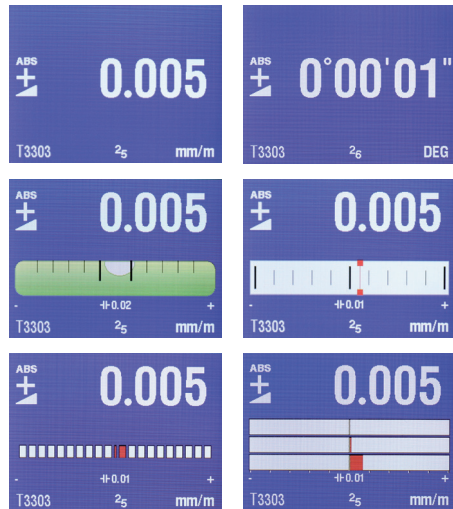 ABS
+ 0.005
T3303 25 mm/m
ABS
+ 0°00'01"
T3303 26 DEG
ABS
+ 0.005
- ⊣⊢0.02 +
T3303 25 mm/m
ABS
+ 0.005
- ⊣⊢0.01 +
T3303 25 mm/m
ABS
+ 0.005
- ⊣⊢0.01 +
T3303 25 mm/m
ABS
+ 0.005
- ⊣⊢0.01 +
T3303 25 mm/m